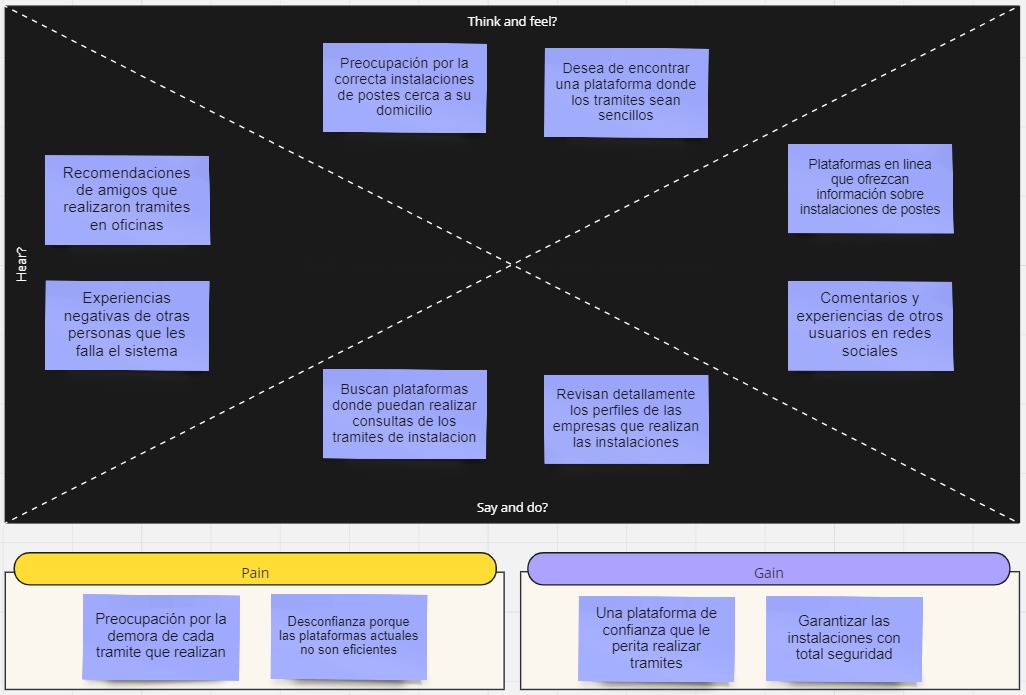 Think and feel?
Preocupación por la
correcta instalaciones
de postes cerca a su
domicilio
Desea de encontrar
una plataforma donde
los tramites sean
sencillos
Recomendaciones
de amigos que
realizaron tramites
en oficinas
Plataformas en linea
que ofrezcan
información sobre
instalaciones de postes
Hear?
Experiencias
negativas de otras
personas que les
falla el sistema
Comentarios y
experiencias de otros
usuarios en redes
sociales
Buscan plataformas
donde puedan realizar
consultas de los
tramites de instalacion
Revisan detallamente
los perfiles de las
empresas que realizan
las instalaciones
Say and do?
Pain
Preocupación por la
demora de cada
tramite que realizan
Desconfianza porque
las plataformas actuales
no son eficientes
Gain
Una plataforma de
confianza que le
perita realizar
tramites
Garantizar las
instalaciones con
total seguridad